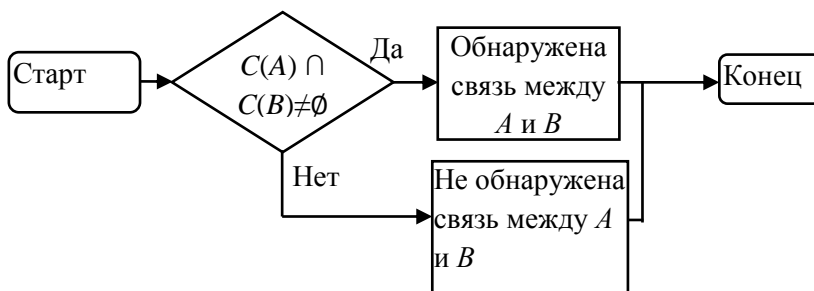 Старт
C(A) ∩
C(B)≠∅
Да
Обнаружена
связь между
A и B
Конец
Нет
Не обнаружена
связь между A
и B